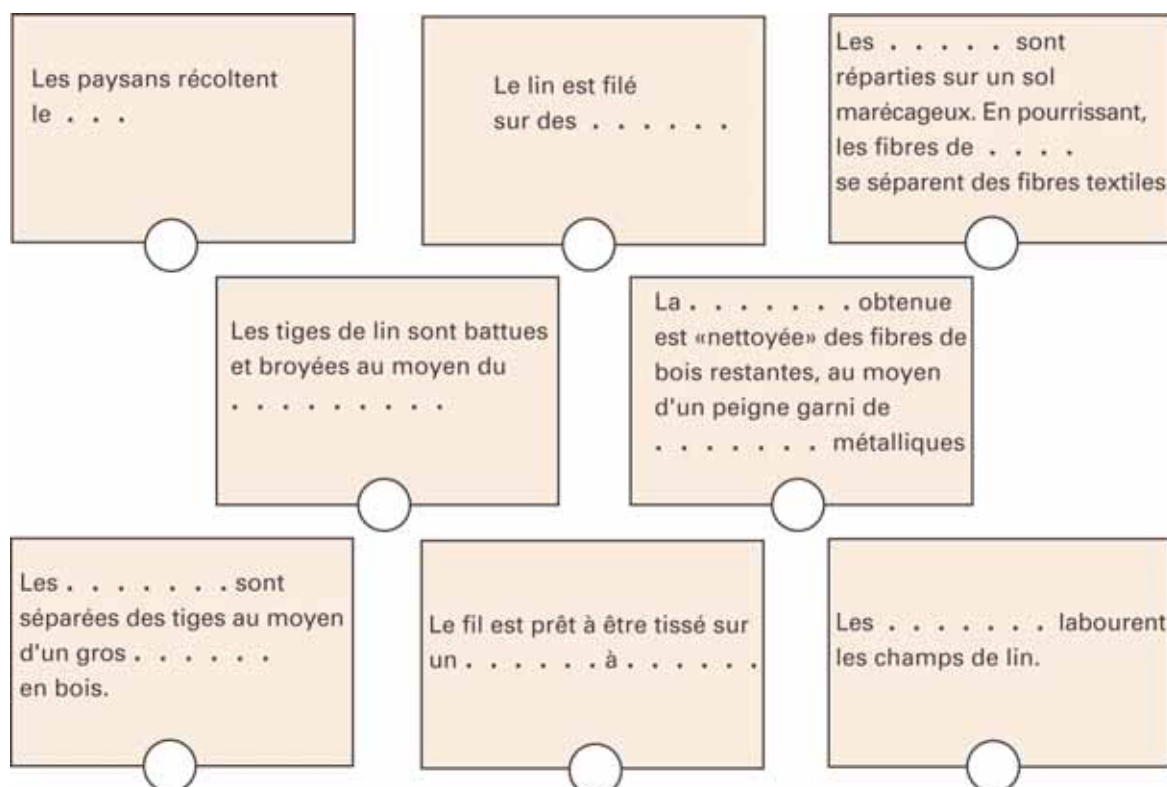 Les paysans récoltent
le . . .
Le lin est filé
sur des . . . . . .
Les . . . . . sont
réparties sur un sol
marécageux. En pourrissant,
les fibres de . . . .
se séparent des fibres textiles
Les tiges de lin sont battues
et broyées au moyen du
. . . . . . . . .
La . . . . . . . obtenue
est «nettoyée» des fibres de
bois restantes, au moyen
d'un peigne garni de
. . . . . . . métalliques
Les . . . . . . . sont
séparées des tiges au moyen
d'un gros . . . . . .
en bois.
Le fil est prêt à être tissé sur
un . . . . . . à . . . . . .
Les . . . . . . . labourent
les champs de lin.